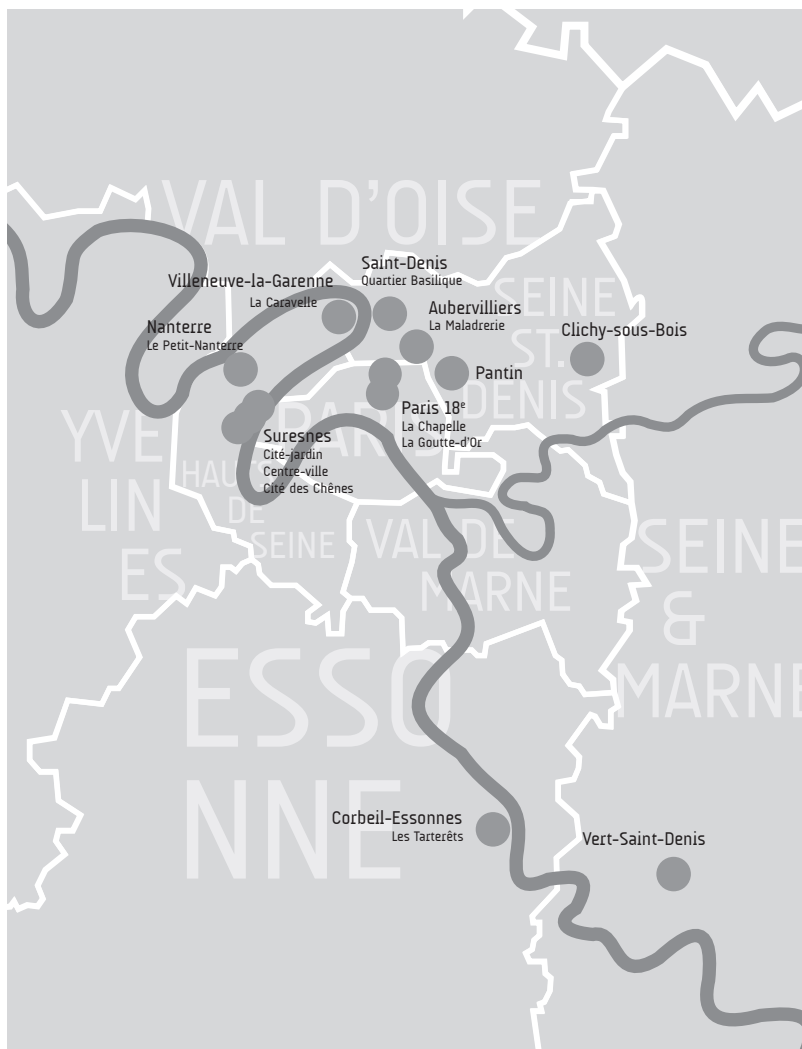 VAL D’OISE
Saint-Denis
Quartier Basilique
Villeneuve-la-Garenne
La Caravelle
SEINE
ST.
DENIS
Aubervilliers
La Maladrerie
Nanterre
Le Petit-Nanterre
Clichy-sous-Bois
Pantin
PARIS
Paris 18e
La Chapelle
La Goutte-d’Or
YVE
LIN
ES
Suresnes
Cité-jardin
Centre-ville
Cité des Chênes
HAUTS
DE
SEINE
VAL DE
MARNE
SEINE
&
MARNE
ESSO
NNE
Corbeil-Essonnes
Les Tarterêts
Vert-Saint-Denis